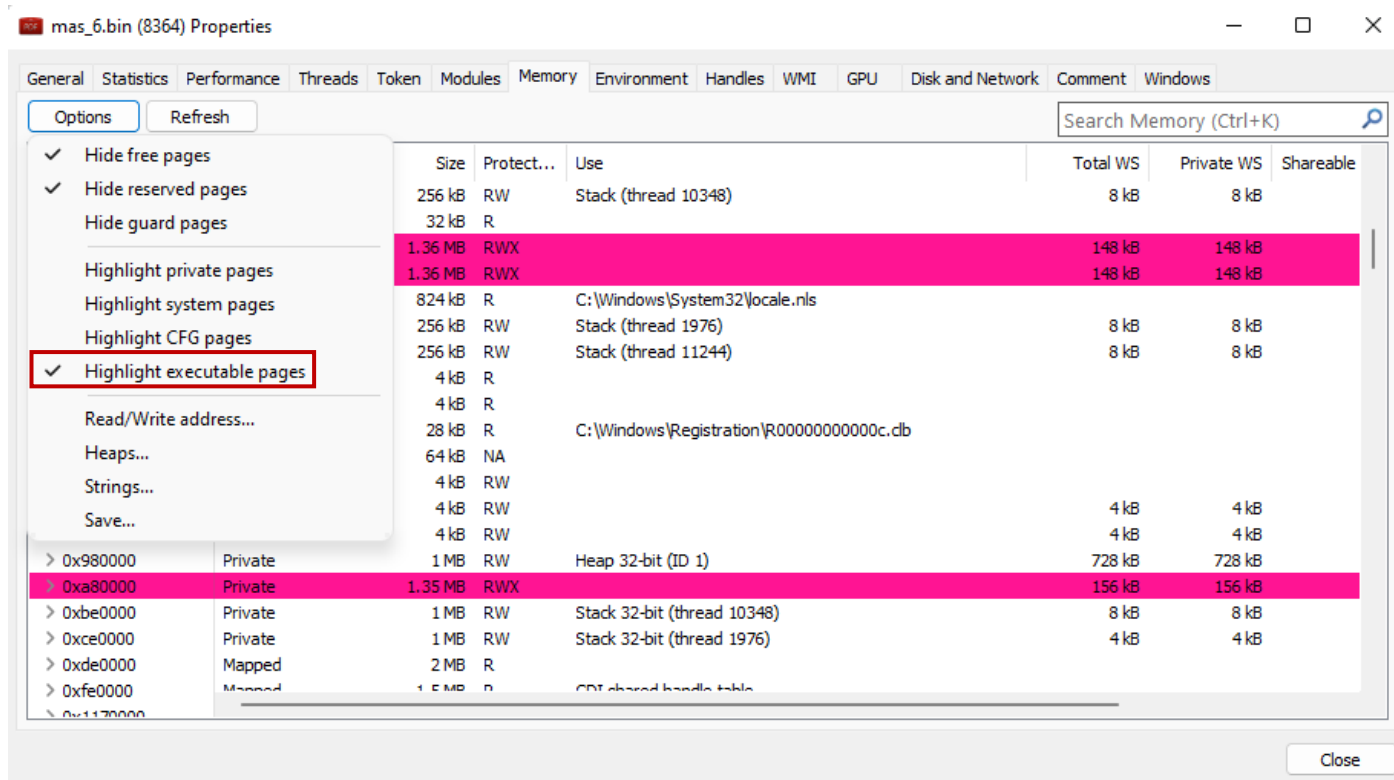 PDF mas_6.bin (8364) Properties
General Statistics Performance Threads Token Modules Memory Environment Handles WMI GPU Disk and Network Comment Windows
Options Refresh Search Memory (Ctrl+K)
Hide free pages
Hide reserved pages
Hide guard pages
Highlight private pages
Highlight system pages
Highlight CFG pages
Highlight executable pages
Read/Write address...
Heaps...
Strings...
Save...
Size Protect... Use Total WS Private WS Shareable
256 kB RW Stack (thread 10348) 8 kB 8 kB
32 kB R
1.36 MB RWX 148 kB 148 kB
1.36 MB RWX 148 kB 148 kB
824 kB R C:\Windows\System32\locale.nls
256 kB RW Stack (thread 1976) 8 kB 8 kB
256 kB RW Stack (thread 11244) 8 kB 8 kB
4 kB R
4 kB R
28 kB R C:\Windows\Registration\R00000000000c.clb
64 kB NA
4 kB RW
4 kB RW 4 kB 4 kB
4 kB RW 4 kB 4 kB
0x980000 Private 1 MB RW Heap 32-bit (ID 1) 728 kB 728 kB
0xa80000 Private 1.35 MB RWX 156 kB 156 kB
0xbe0000 Private 1 MB RW Stack 32-bit (thread 10348) 8 kB 8 kB
0xce0000 Private 1 MB RW Stack 32-bit (thread 1976) 4 kB 4 kB
0xde0000 Mapped 2 MB R
0xfe0000 Mapped 1.5 MB R GDI shared handle table
0x1170000
Close